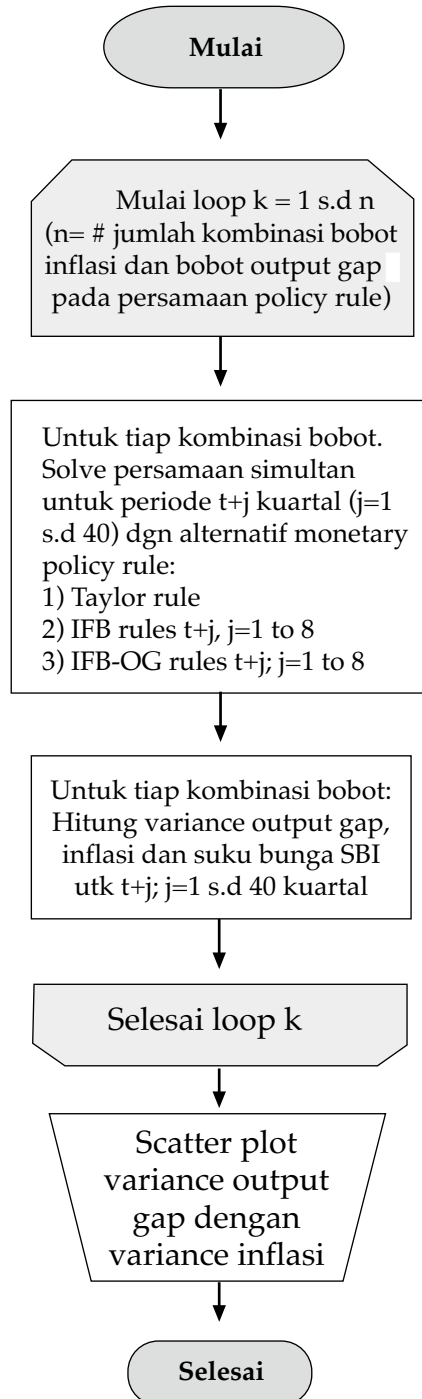 Mulai
Mulai loop k = 1 s.d n
(n= # jumlah kombinasi bobot
inflasi dan bobot output gap
pada persamaan policy rule)
Untuk tiap kombinasi bobot.
Solve persamaan simultan
untuk periode t+j kuartal (j=1
s.d 40) dgn alternatif monetary
policy rule:
1) Taylor rule
2) IFB rules t+j, j=1 to 8
3) IFB-OG rules t+j; j=1 to 8
Untuk tiap kombinasi bobot:
Hitung variance output gap,
inflasi dan suku bunga SBI
utk t+j; j=1 s.d 40 kuartal
Selesai loop k
Scatter plot
variance output
gap dengan
variance inflasi
Selesai